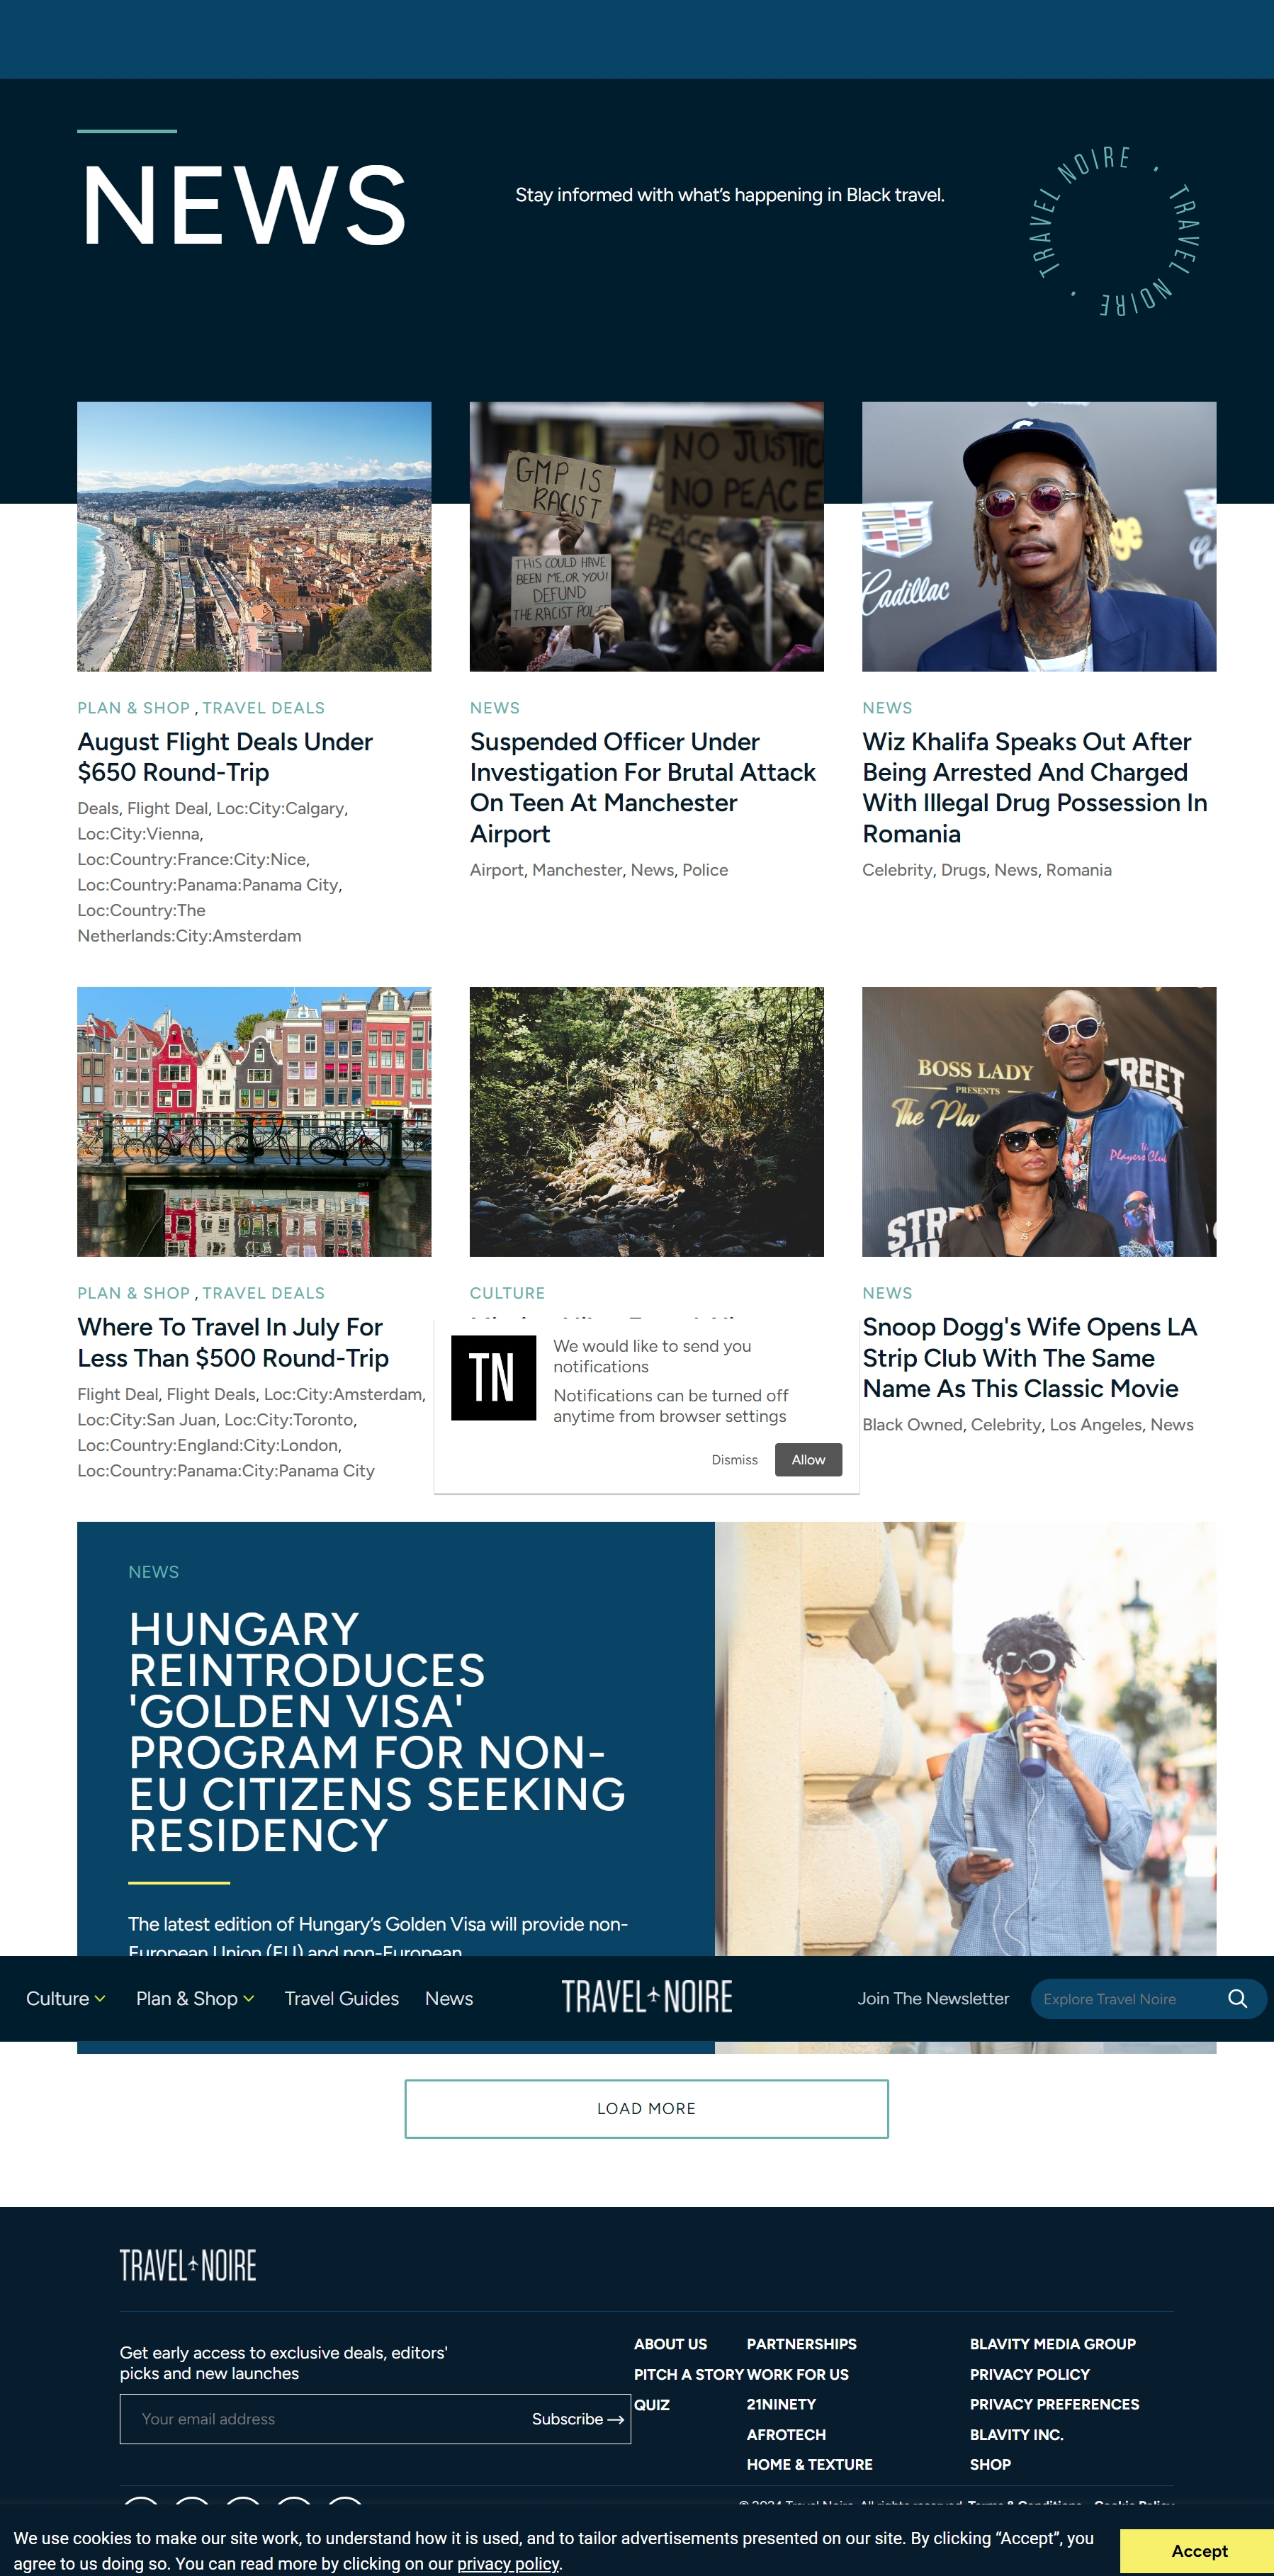 NEWS
Stay informed with what's happening in Black travel.
TRAVEL NOIRE • TRAVEL NOIRE •
GMP IS
RACIST
THIS COULD HAVE
BEEN ME, OR YOU!
DEFUND
THE RACIST
NO JUSTIC
NO PEACE
PEACE
Cadillac
PLAN & SHOP , TRAVEL DEALS
August Flight Deals Under
$650 Round-Trip
Deals, Flight Deal, Loc:City:Calgary,
Loc:City:Vienna,
Loc:Country:France:City:Nice,
Loc:Country:Panama:Panama City,
Loc:Country:The
Netherlands:City:Amsterdam
NEWS
Suspended Officer Under
Investigation For Brutal Attack
On Teen At Manchester
Airport
Airport, Manchester, News, Police
NEWS
Wiz Khalifa Speaks Out After
Being Arrested And Charged
With Illegal Drug Possession In
Romania
Celebrity, Drugs, News, Romania
BOSS LADY
PRESENTS
The Pla
REET
Players Club
PLAN & SHOP , TRAVEL DEALS
Where To Travel In July For
Less Than $500 Round-Trip
Flight Deal, Flight Deals, Loc:City:Amsterdam,
Loc:City:San Juan, Loc:City:Toronto,
Loc:Country:England:City:London,
Loc:Country:Panama:City:Panama City
CULTURE
TN
We would like to send you
notifications
Notifications can be turned off
anytime from browser settings
Dismiss
Allow
NEWS
Snoop Dogg's Wife Opens LA
Strip Club With The Same
Name As This Classic Movie
Black Owned, Celebrity, Los Angeles, News
NEWS
HUNGARY
REINTRODUCES
'GOLDEN VISA'
PROGRAM FOR NON-
EU CITIZENS SEEKING
RESIDENCY
The latest edition of Hungary's Golden Visa will provide non-
European Union (EU) and non-European
Culture
Plan & Shop
Travel Guides
News
TRAVEL NOIRE
Join The Newsletter
Explore Travel Noire
LOAD MORE
TRAVEL NOIRE
Get early access to exclusive deals, editors'
picks and new launches
Your email address
Subscribe
ABOUT US
PITCH A STORY
QUIZ
PARTNERSHIPS
WORK FOR US
21NINETY
AFROTECH
HOME & TEXTURE
BLAVITY MEDIA GROUP
PRIVACY POLICY
PRIVACY PREFERENCES
BLAVITY INC.
SHOP
© 2024 Travel Noire. All rights reserved. Terms & Conditions Cookie Policy
We use cookies to make our site work, to understand how it is used, and to tailor advertisements presented on our site. By clicking “Accept”, you
agree to us doing so. You can read more by clicking on our privacy policy.
Accept